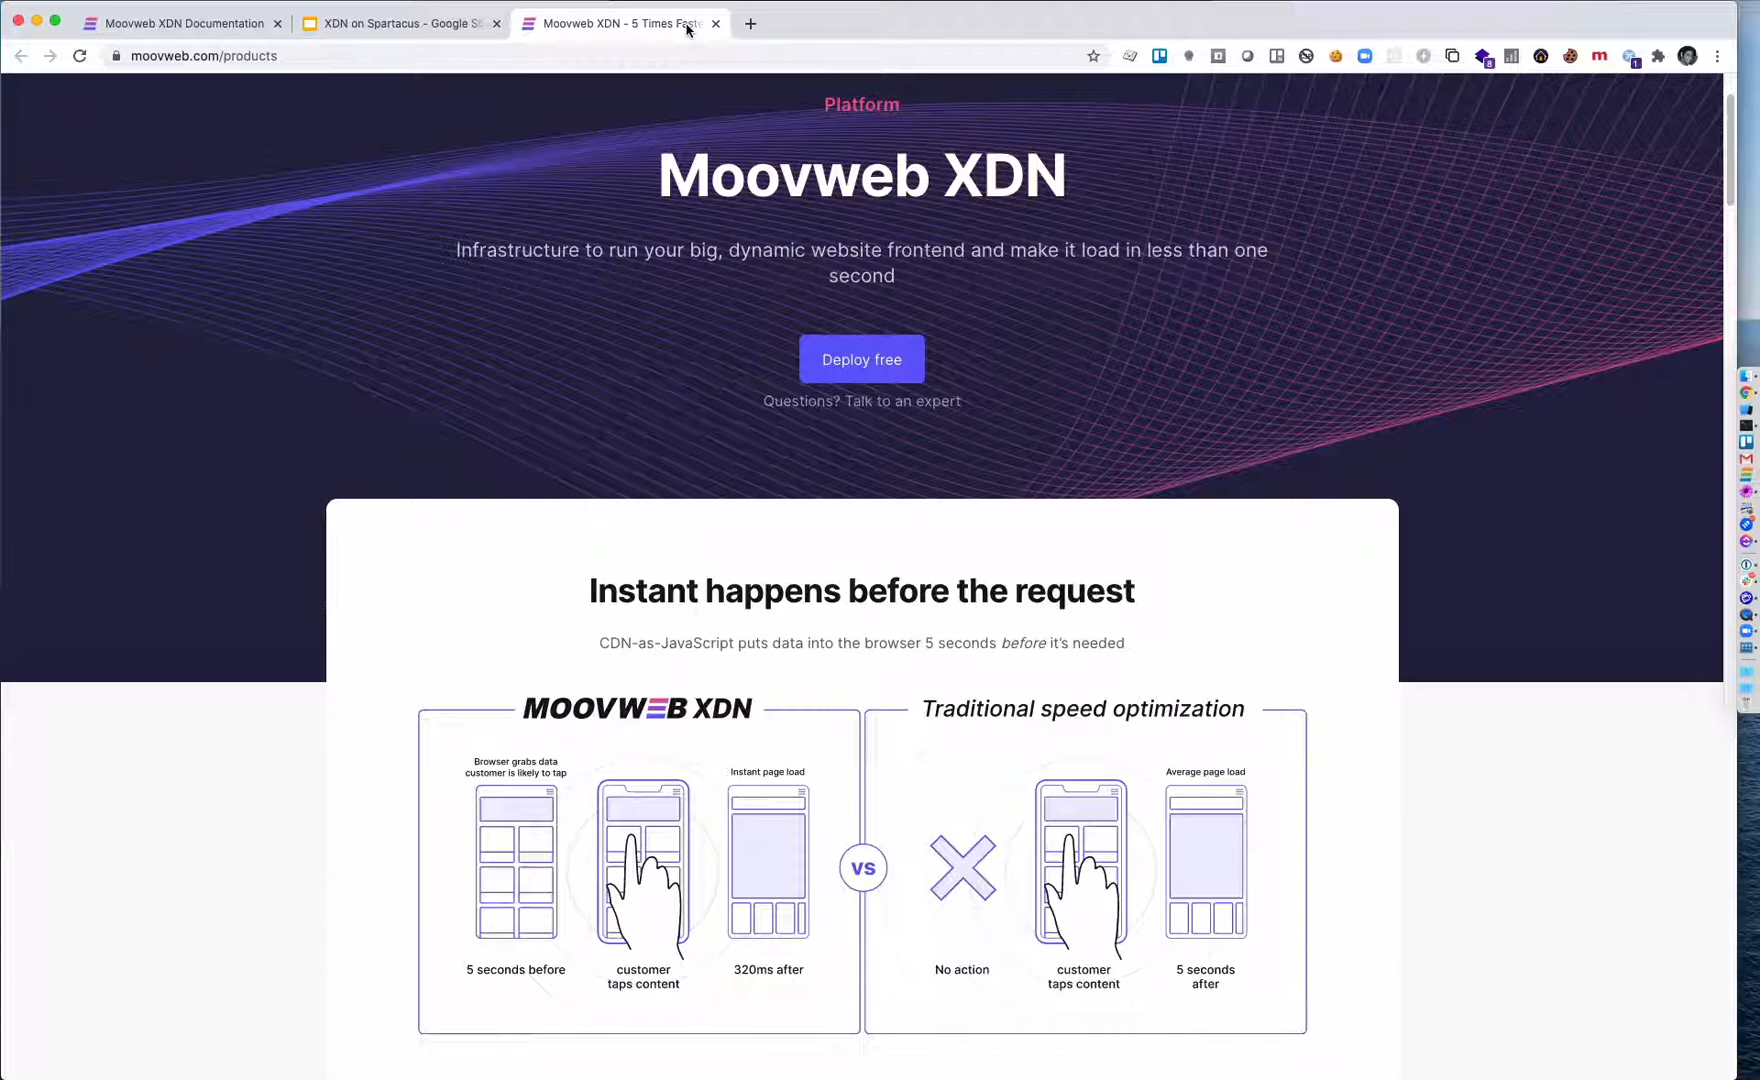 Moovweb XDN Documentation
XDN on Spartacus - Google S
Moovweb XDN - 5 Times Faste
moovweb.com/products
8
m
1
Platform
Moovweb XDN
Infrastructure to run your big, dynamic website frontend and make it load in less than one
second
Deploy free
Questions? Talk to an expert
Instant happens before the request
CDN-as-JavaScript puts data into the browser 5 seconds before it's needed
MOOVWEB XDN
Traditional speed optimization
Browser grabs data
customer is likely to tap
Instant page load
Average page load
vs
5 seconds before
customer
taps content
320ms after
No action
customer
taps content
5 seconds
after